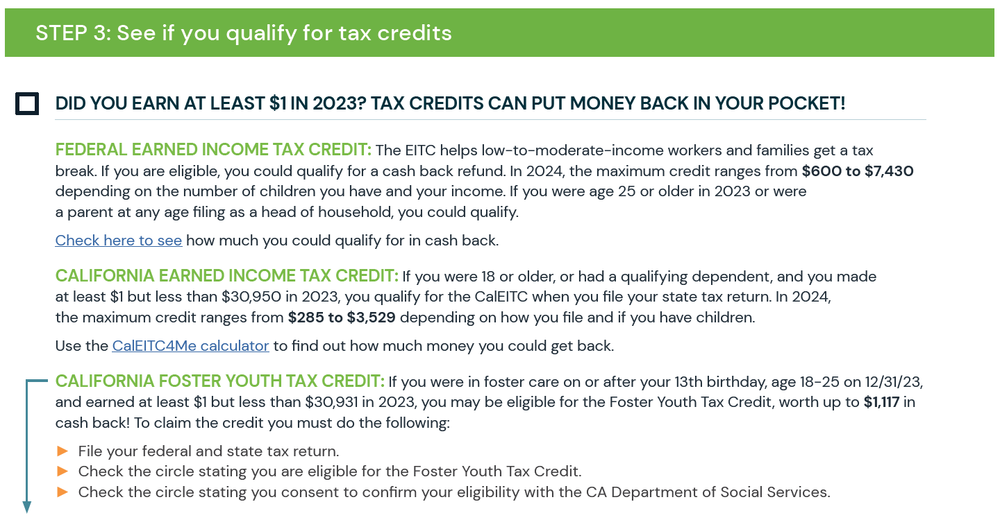 STEP 3: See if you qualify for tax credits
DID YOU EARN AT LEAST $1 IN 2023? TAX CREDITS CAN PUT MONEY BACK IN YOUR POCKET!
FEDERAL EARNED INCOME TAX CREDIT: The EITC helps low-to-moderate-income workers and families get a tax
break. If you are eligible, you could qualify for a cash back refund. In 2024, the maximum credit ranges from $600 to $7,430
depending on the number of children you have and your income. If you were age 25 or older in 2023 or were
a parent at any age filing as a head of household, you could qualify.
Check here to see how much you could qualify for in cash back.
CALIFORNIA EARNED INCOME TAX CREDIT: If you were 18 or older, or had a qualifying dependent, and you made
at least $1 but less than $30,950 in 2023, you qualify for the CalEITC when you file your state tax return. In 2024,
the maximum credit ranges from $285 to $3,529 depending on how you file and if you have children.
Use the CalEITC4Me calculator to find out how much money you could get back.
CALIFORNIA FOSTER YOUTH TAX CREDIT: If you were in foster care on or after your 13th birthday, age 18-25 on 12/31/23,
and earned at least $1 but less than $30,931 in 2023, you may be eligible for the Foster Youth Tax Credit, worth up to $1,117 in
cash back! To claim the credit you must do the following:
► File your federal and state tax return.
► Check the circle stating you are eligible for the Foster Youth Tax Credit.
► Check the circle stating you consent to confirm your eligibility with the CA Department of Social Services.